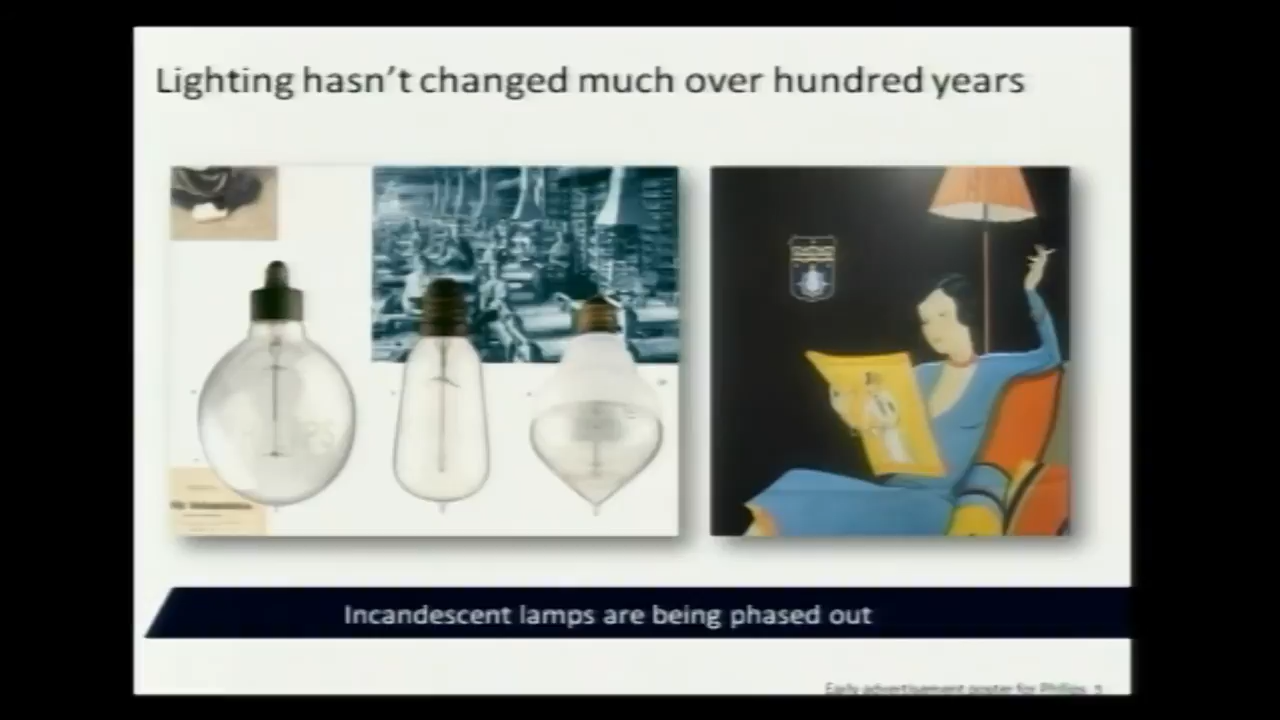 Lighting hasn't changed much over hundred years
Incandescent lamps are being phased out
Early advertisement poster for Philips